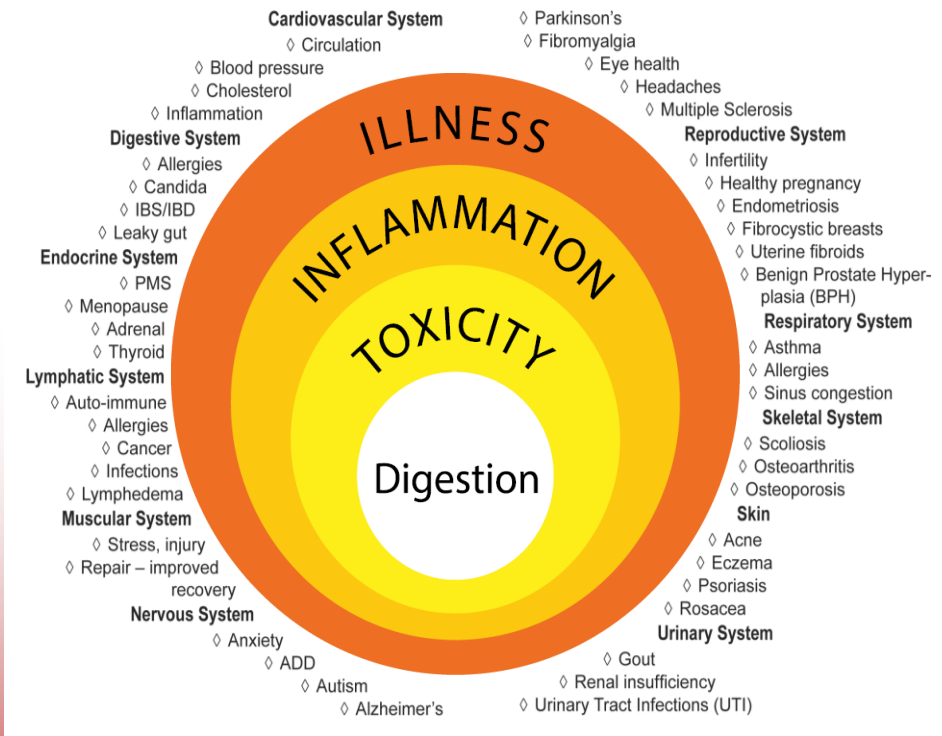 Cardiovascular System
◊ Circulation
◊ Blood pressure
◊ Cholesterol
◊ Inflammation
Digestive System
◊ Allergies
◊ Candida
◊ IBS/IBD
◊ Leaky gut
Endocrine System
◊ PMS
◊ Menopause
◊ Adrenal
◊ Thyroid
Lymphatic System
◊ Auto-immune
◊ Allergies
◊ Cancer
◊ Infections
◊ Lymphedema
Muscular System
◊ Stress, injury
◊ Repair – improved
recovery
Nervous System
◊ Anxiety
◊ ADD
◊ Autism
◊ Alzheimer’s
◊ Parkinson’s
◊ Fibromyalgia
◊ Eye health
◊ Headaches
◊ Multiple Sclerosis
Reproductive System
◊ Infertility
◊ Healthy pregnancy
◊ Endometriosis
◊ Fibrocystic breasts
◊ Uterine fibroids
◊ Benign Prostate Hyper-
plasia (BPH)
Respiratory System
◊ Asthma
◊ Allergies
◊ Sinus congestion
Skeletal System
◊ Scoliosis
◊ Osteoarthritis
◊ Osteoporosis
Skin
◊ Acne
◊ Eczema
◊ Psoriasis
◊ Rosacea
Urinary System
◊ Gout
◊ Renal insufficiency
◊ Urinary Tract Infections (UTI)
ILLNESS
INFLAMMATION
TOXICITY
Digestion